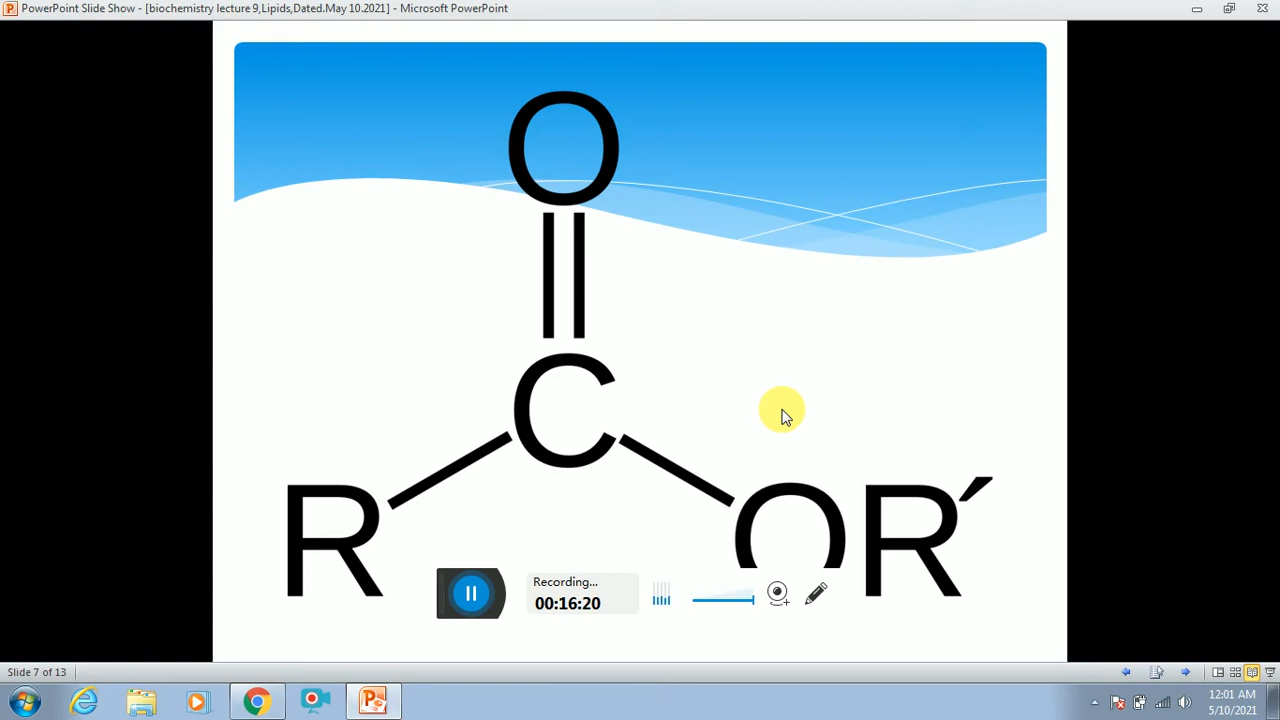 PowerPoint Slide Show - [biochemistry lecture 9,Lipids,Dated.May 10.2021] - Microsoft PowerPoint
O
C
R OR´
Recording...
00:16:20
Slide 7 of 13
12:01 AM
5/10/2021